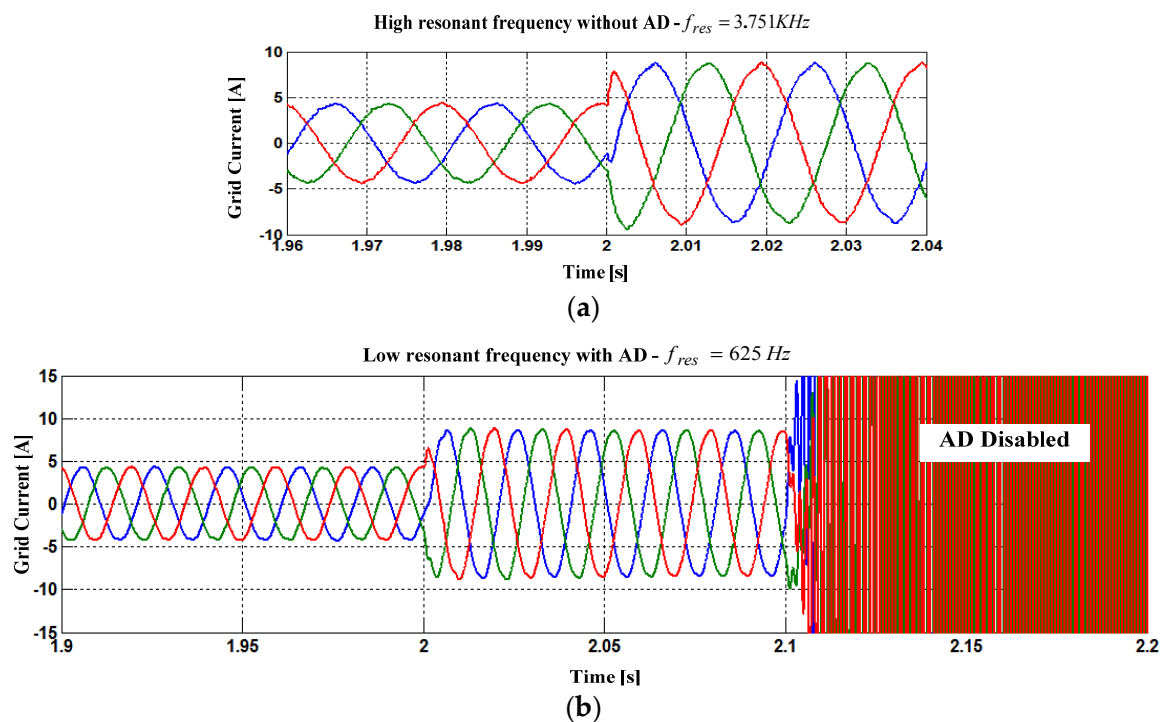 High resonant frequency without AD - f_res = 3.751KHz
Grid Current [A]
10
5
0
-5
-10
1.96 1.97 1.98 1.99 2 2.01 2.02 2.03 2.04
Time [s]
(a)
Low resonant frequency with AD - f_res = 625 Hz
Grid Current [A]
15
10
5
0
-5
-10
-15
AD Disabled
1.9 1.95 2 2.05 2.1 2.15 2.2
Time [s]
(b)